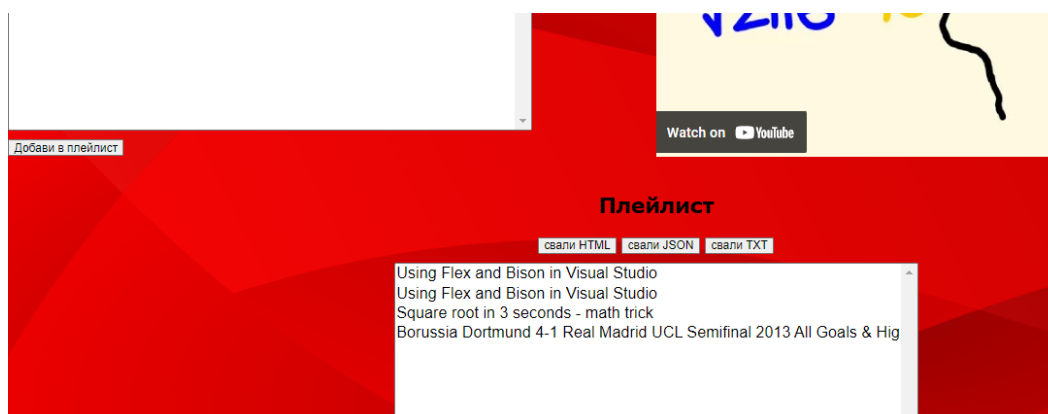 Watch on YouTube
Добави в плейлист
Плейлист
свали HTML свали JSON свали TXT
Using Flex and Bison in Visual Studio
Using Flex and Bison in Visual Studio
Square root in 3 seconds - math trick
Borussia Dortmund 4-1 Real Madrid UCL Semifinal 2013 All Goals & Hig